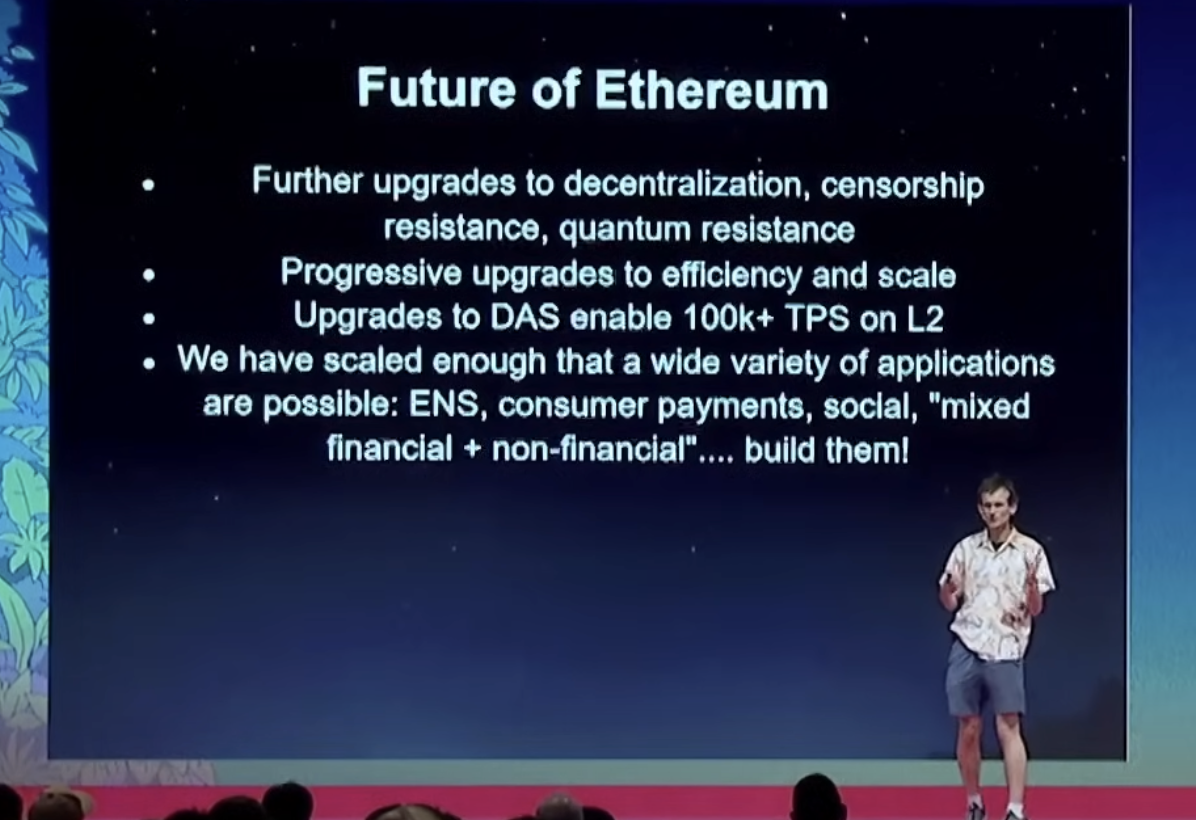 Future of Ethereum
• Further upgrades to decentralization, censorship
resistance, quantum resistance
• Progressive upgrades to efficiency and scale
• Upgrades to DAS enable 100k+ TPS on L2
• We have scaled enough that a wide variety of applications
are possible: ENS, consumer payments, social, "mixed
financial + non-financial".... build them!